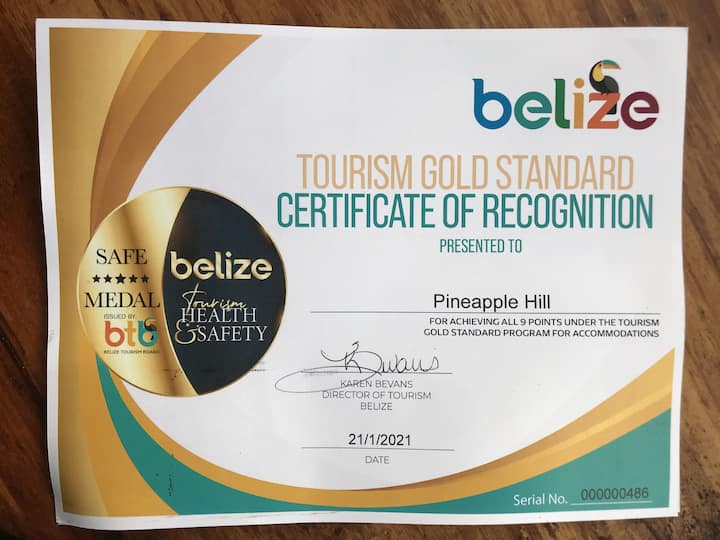 belize
TOURISM GOLD STANDARD
CERTIFICATE OF RECOGNITION
PRESENTED TO
Pineapple Hill
FOR ACHIEVING ALL 9 POINTS UNDER THE TOURISM
GOLD STANDARD PROGRAM FOR ACCOMMODATIONS
SAFE
MEDAL
ISSUED BY:
btb
BELIZE TOURISM BOARD
belize
Tourism
HEALTH
& SAFETY
KBevans
KAREN BEVANS
DIRECTOR OF TOURISM
BELIZE
21/1/2021
DATE
Serial No. 000000486